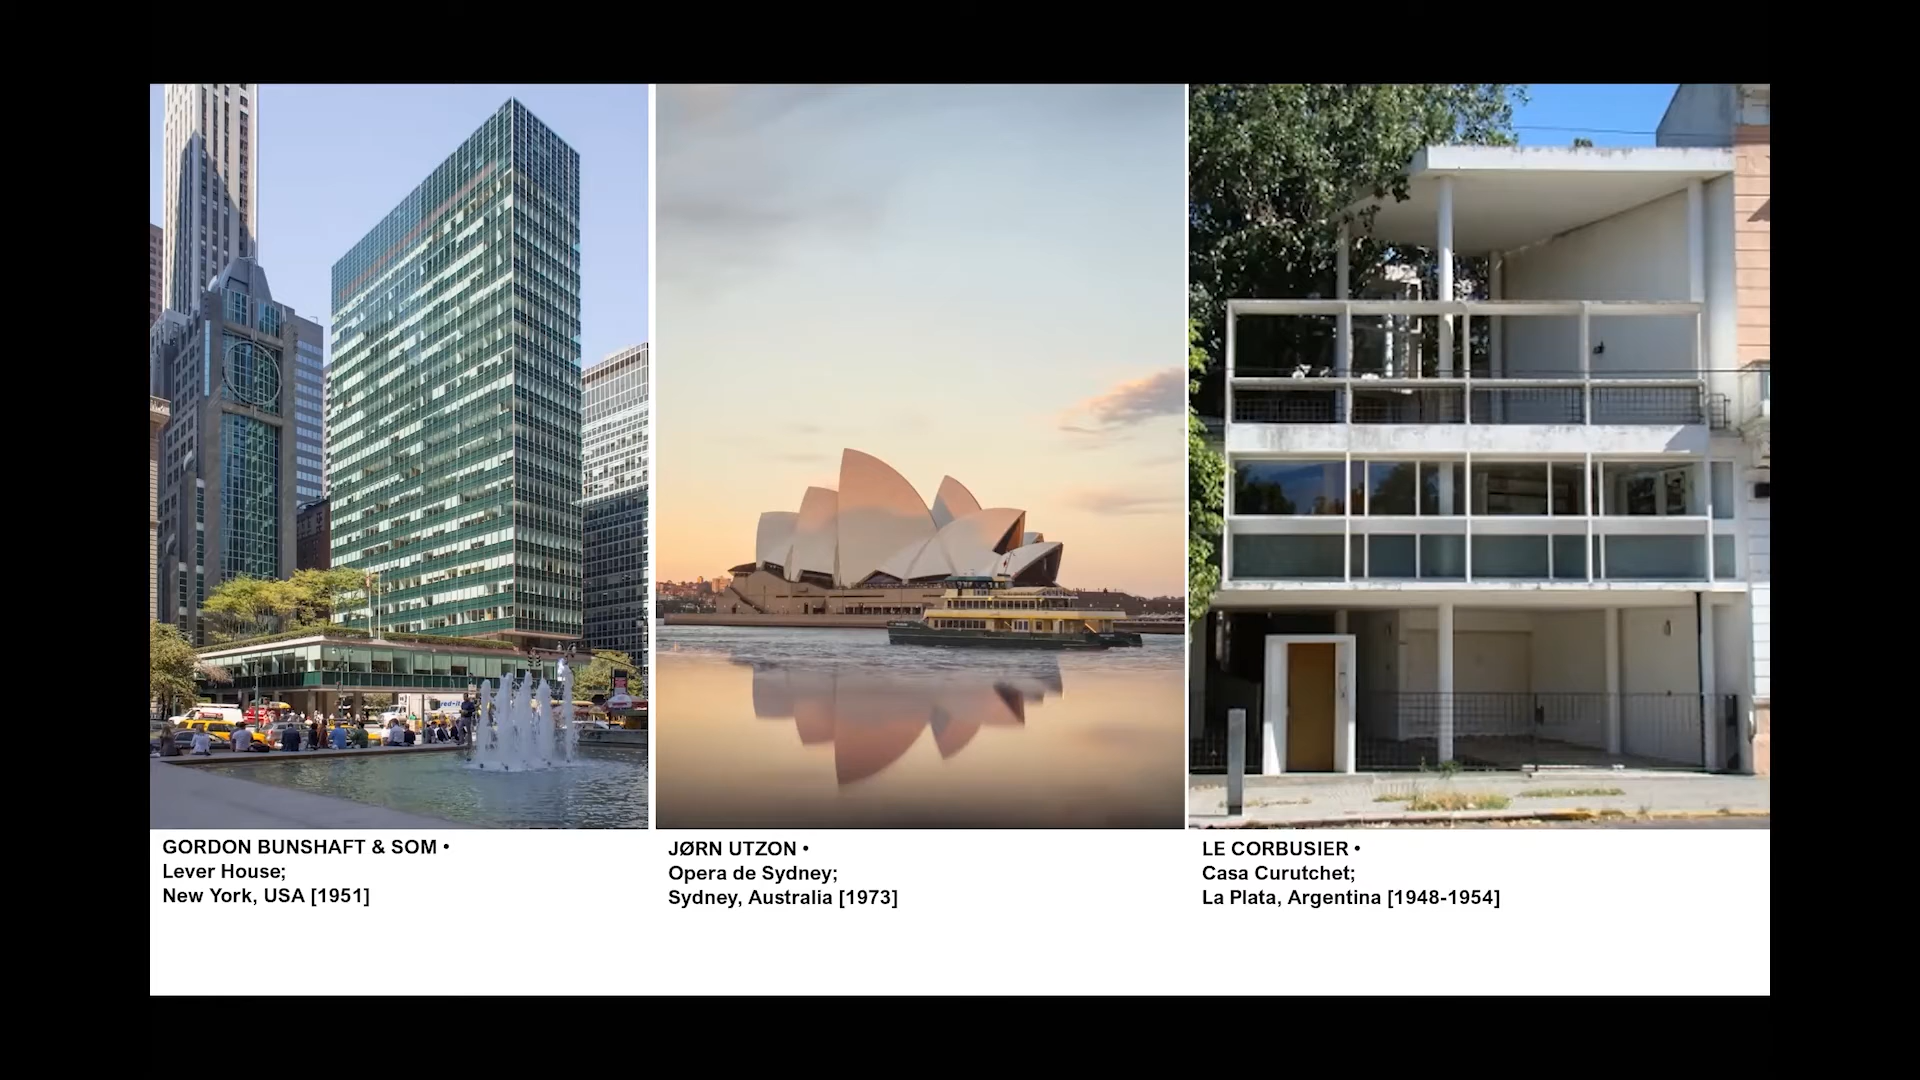 GORDON BUNSHAFT & SOM •
Lever House;
New York, USA [1951]
JØRN UTZON •
Opera de Sydney;
Sydney, Australia [1973]
LE CORBUSIER •
Casa Curutchet;
La Plata, Argentina [1948-1954]